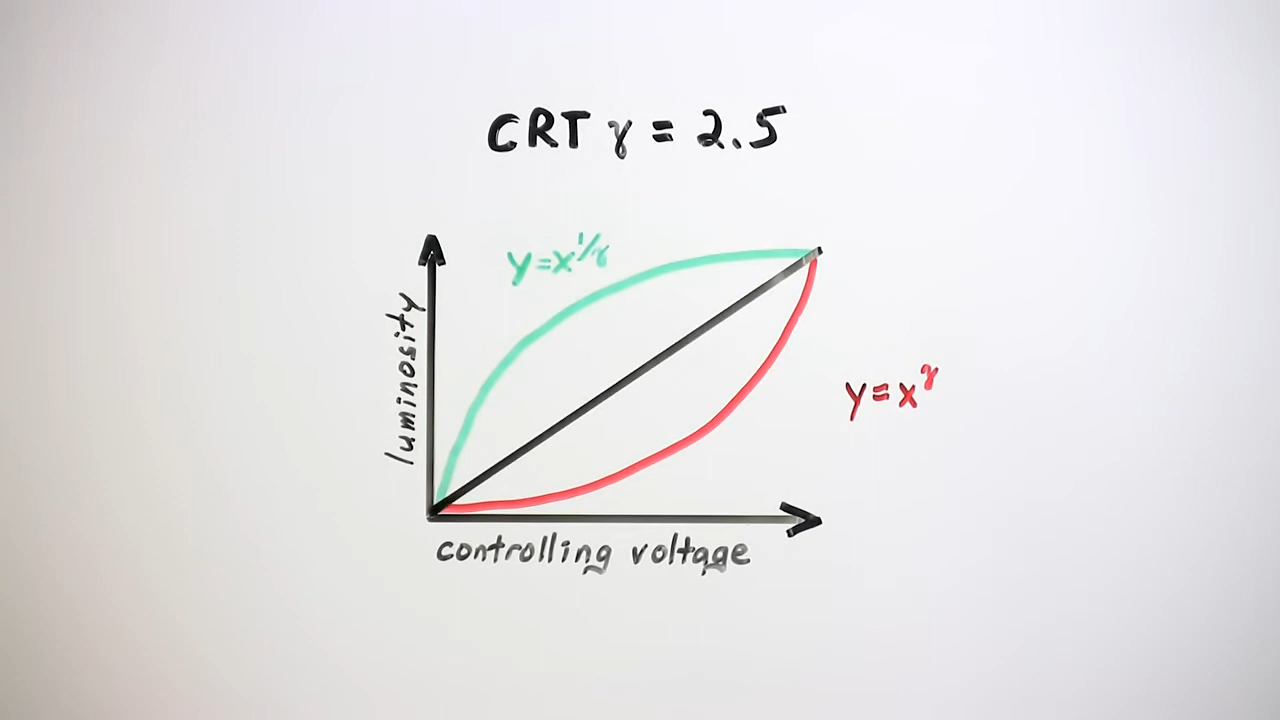 CRT γ = 2.5
y=x^1/γ
luminosity
y=x^γ
controlling voltage